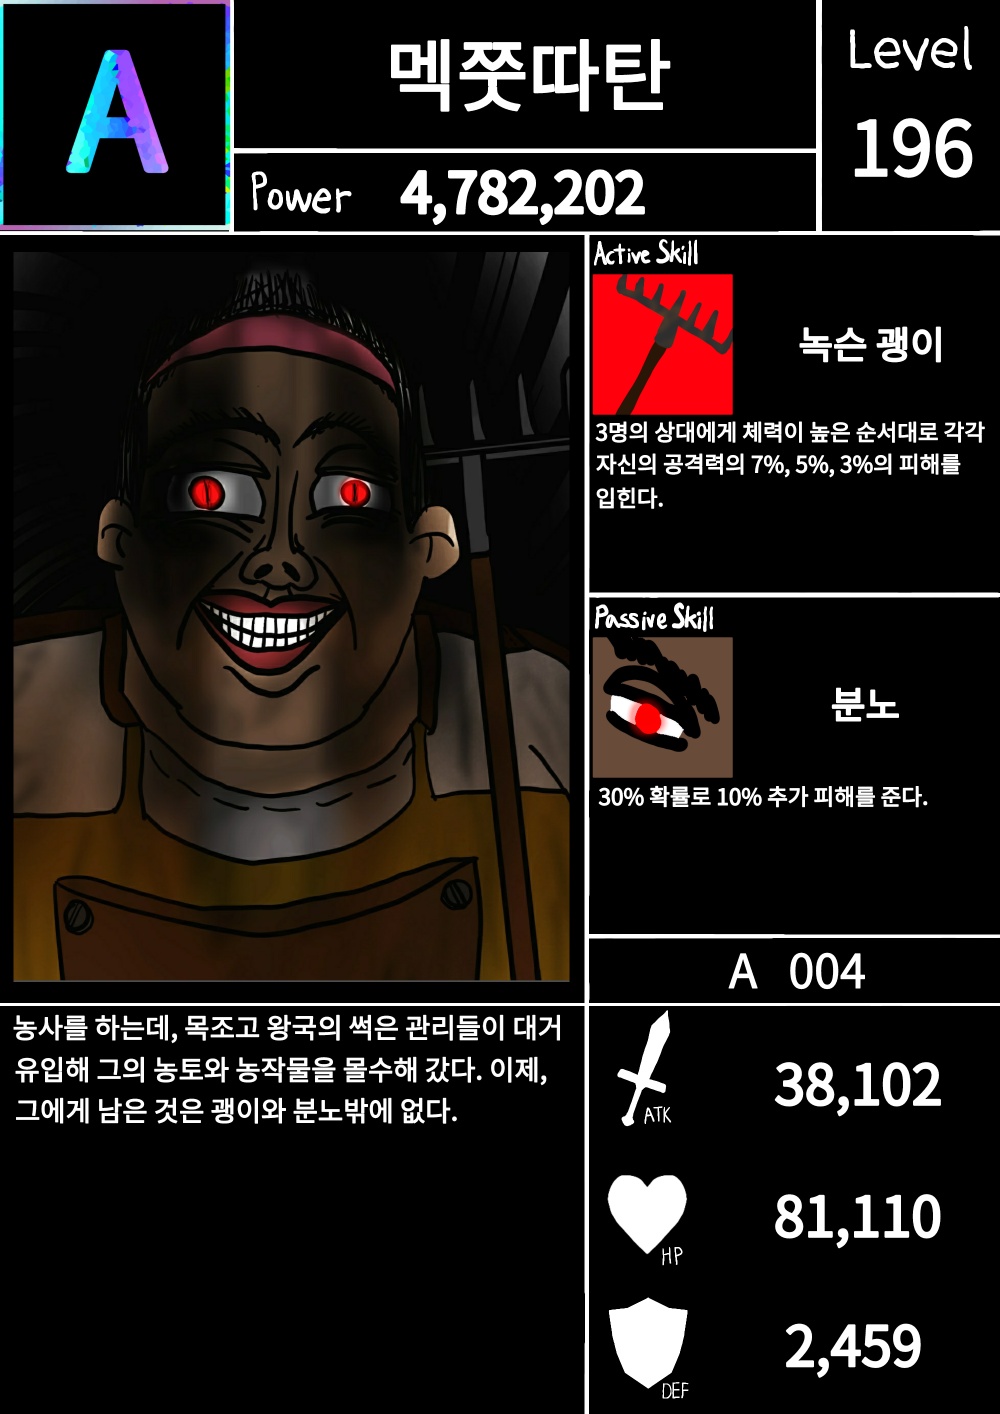 A
멕쭛따탄
Level
196
Power 4,782,202
Active Skill
녹슨 괭이
3명의 상대에게 체력이 높은 순서대로 각각
자신의 공격력의 7%, 5%, 3%의 피해를
입힌다.
Passive Skill
분노
30% 확률로 10% 추가 피해를 준다.
A 004
농사를 하는데, 목조고 왕국의 썩은 관리들이 대거
유입해 그의 농토와 농작물을 몰수해 갔다. 이제,
그에게 남은 것은 괭이와 분노밖에 없다.
ATK 38,102
HP 81,110
DEF 2,459